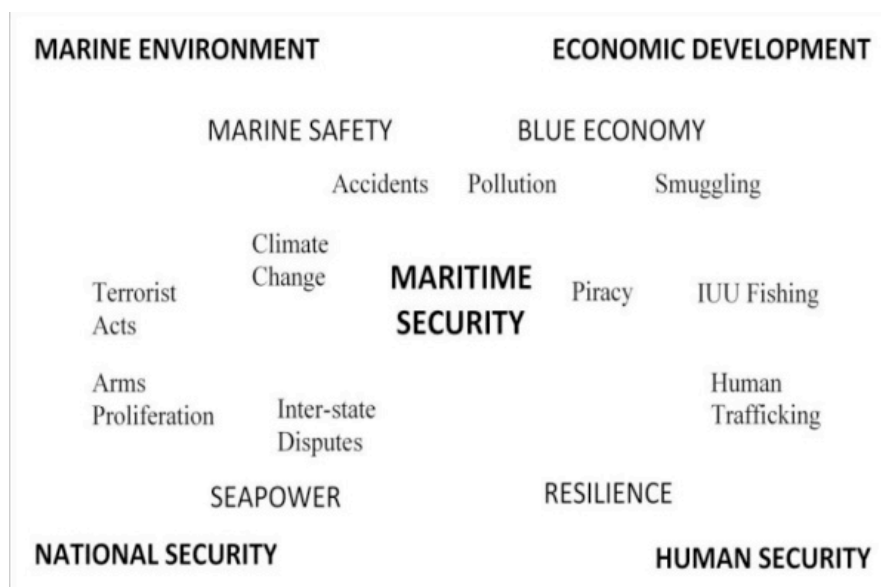 MARINE ENVIRONMENT
ECONOMIC DEVELOPMENT
MARINE SAFETY
BLUE ECONOMY
Accidents
Pollution
Smuggling
Climate
Change
MARITIME
SECURITY
Piracy
IUU Fishing
Terrorist
Acts
Arms
Proliferation
Inter-state
Disputes
Human
Trafficking
SEAPOWER
RESILIENCE
NATIONAL SECURITY
HUMAN SECURITY